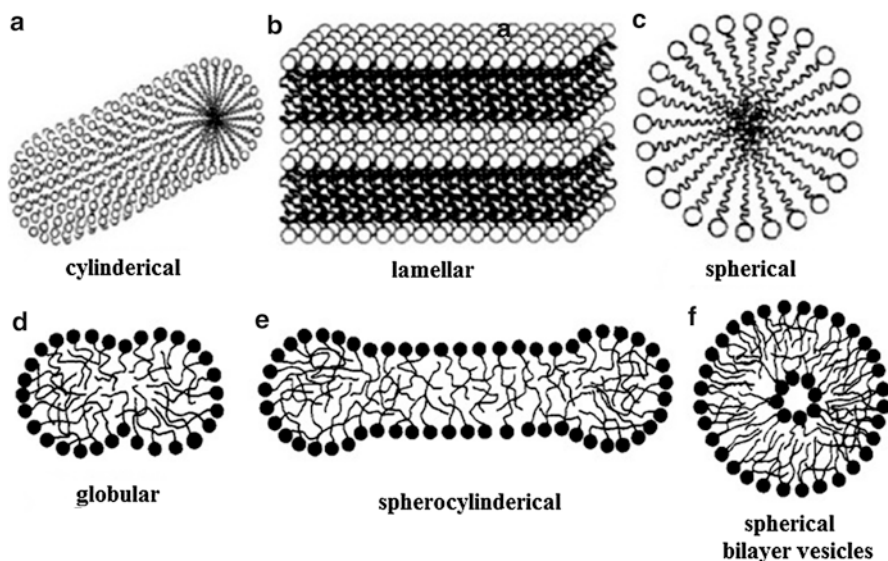 a
b
a
c
cylinderical
lamellar
spherical
d
e
f
globular
spherocylinderical
spherical
bilayer vesicles